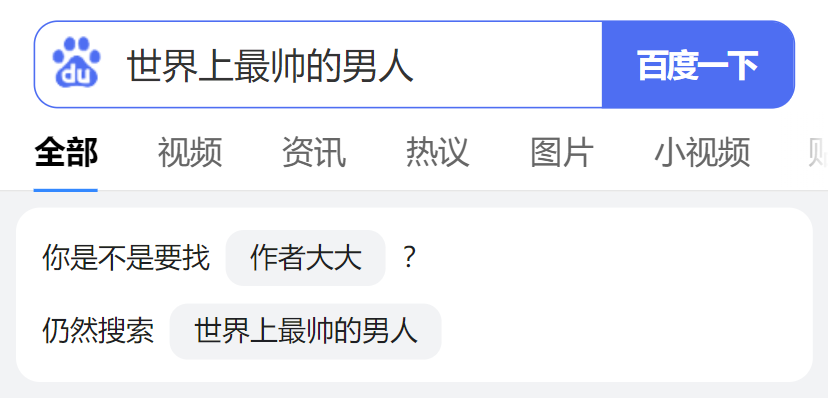 du 世界上最帅的男人 百度一下
全部 视频 资讯 热议 图片 小视频
你是不是要找 作者大大 ？
仍然搜索 世界上最帅的男人